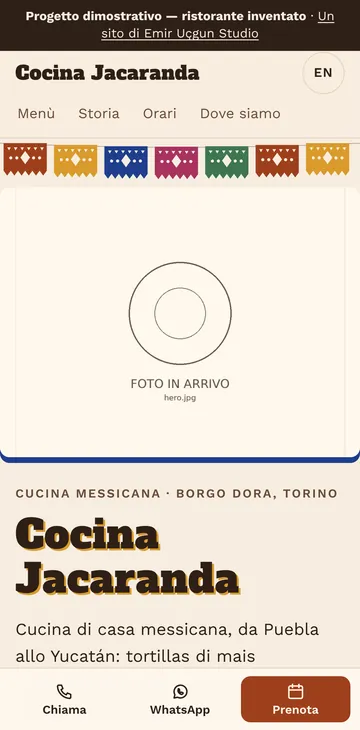 Progetto dimostrativo — ristorante inventato · Un
sito di Emir Uçgun Studio
Cocina Jacaranda
EN
Menù Storia Orari Dove siamo
FOTO IN ARRIVO
hero.jpg
CUCINA MESSICANA · BORGO DORA, TORINO
Cocina
Jacaranda
Cucina di casa messicana, da Puebla
allo Yucatán: tortillas di mais
Chiama WhatsApp Prenota